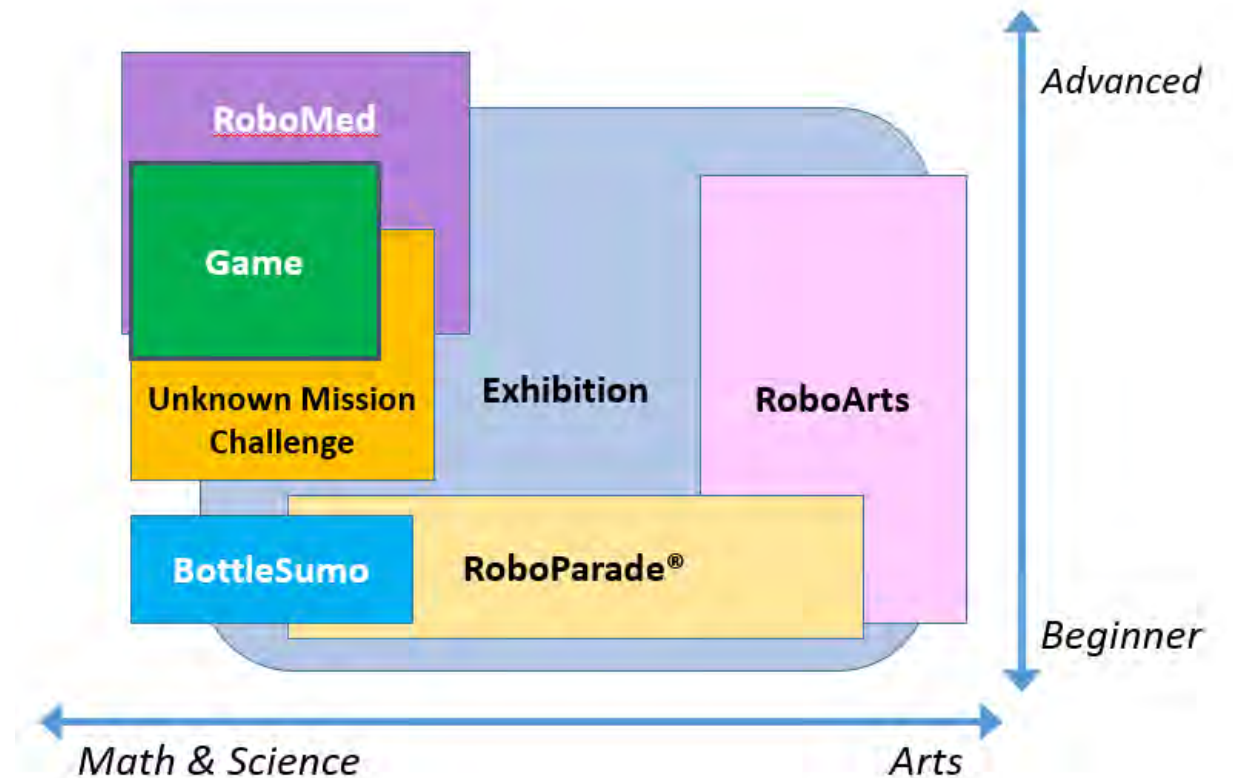 RoboMed
Advanced
Game
Unknown Mission
Challenge
Exhibition
RoboArts
BottleSumo
RoboParade®
Beginner
Math & Science
Arts